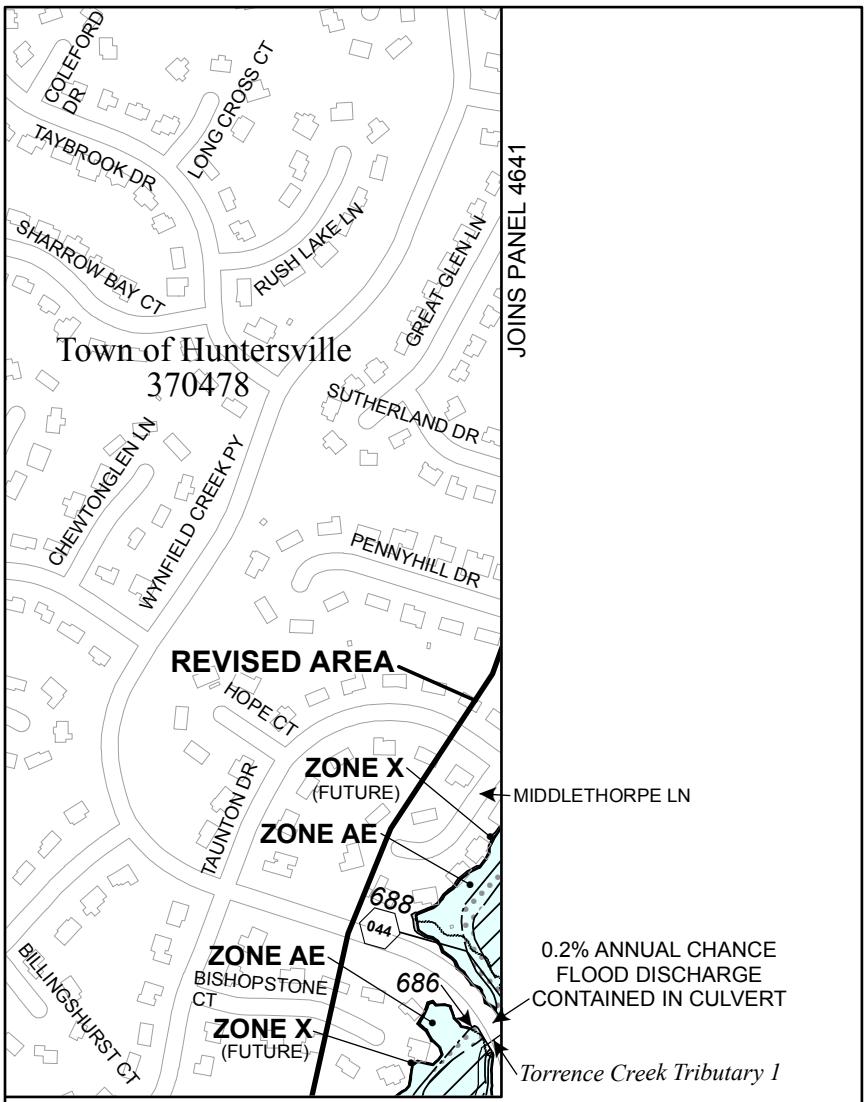 COLEFORD
DR
LONG CROSS CT
TAYBROOK DR
RUSH LAKE LN
SHARROW BAY CT
GREAT GLEN LN
JOINS PANEL 4641
Town of Huntersville
370478
SUTHERLAND DR
CHEWTONGLEN LN
WYNFIELD CREEK PY
PENNYHILL DR
REVISED AREA
HOPE CT
ZONE X
(FUTURE)
MIDDLETHORPE LN
TAUNTON DR
ZONE AE
688
044
ZONE AE
BISHOPSTONE
CT
686
0.2% ANNUAL CHANCE
FLOOD DISCHARGE
CONTAINED IN CULVERT
BILLINGSHURST CT
ZONE X
(FUTURE)
Torrence Creek Tributary 1